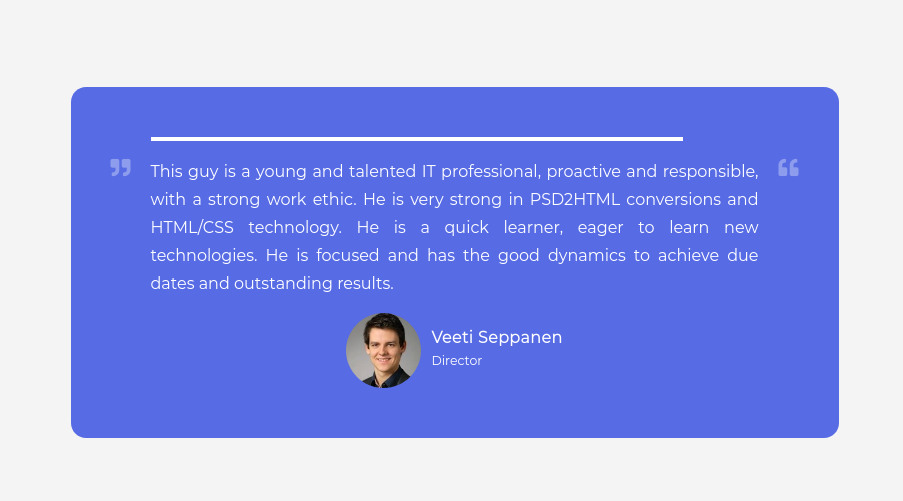 This guy is a young and talented IT professional, proactive and responsible,
with a strong work ethic. He is very strong in PSD2HTML conversions and
HTML/CSS technology. He is a quick learner, eager to learn new
technologies. He is focused and has the good dynamics to achieve due
dates and outstanding results.
Veeti Seppanen
Director